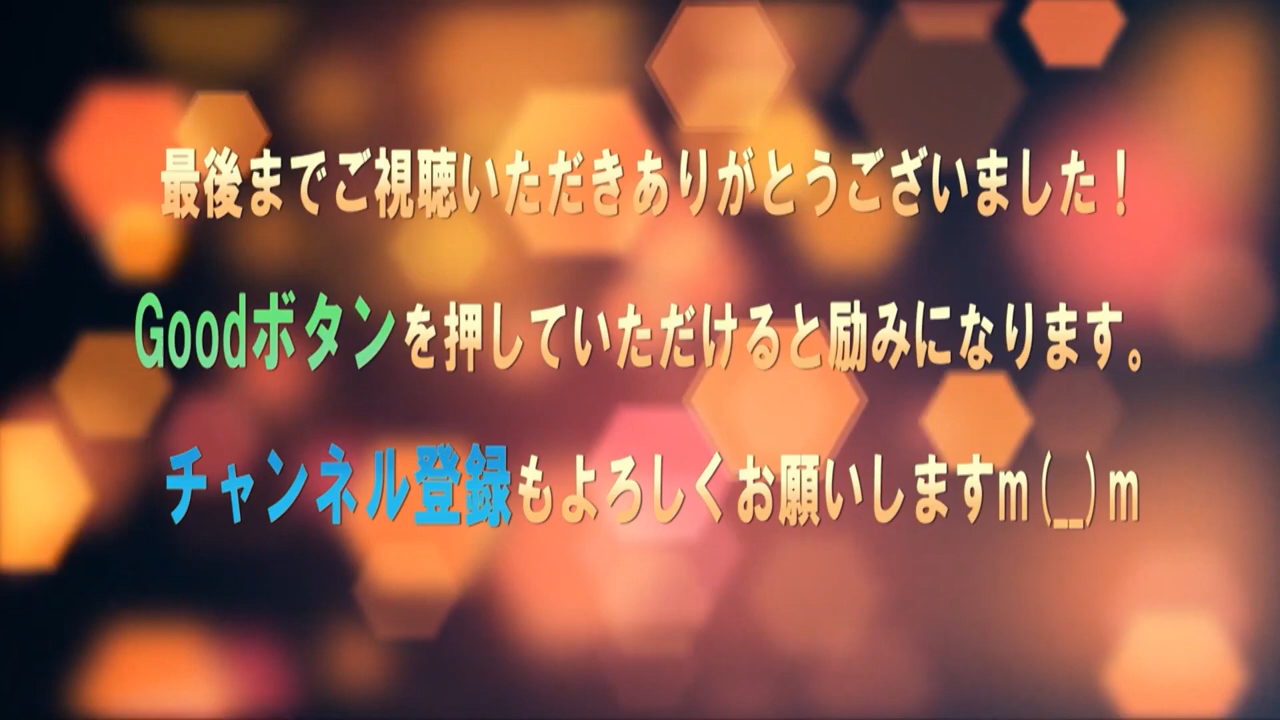 最後までご視聴いただきありがとうございました！
Goodボタンを押していただけると励みになります。
チャンネル登録もよろしくお願いしますm(__)m